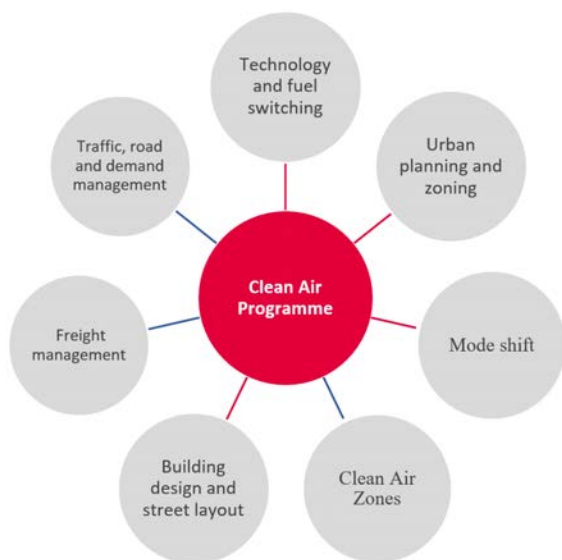 Technology
and fuel
switching
Urban
planning and
zoning
Mode shift
Clean Air
Zones
Building
design and
street layout
Freight
management
Traffic, road
and demand
management
Clean Air
Programme